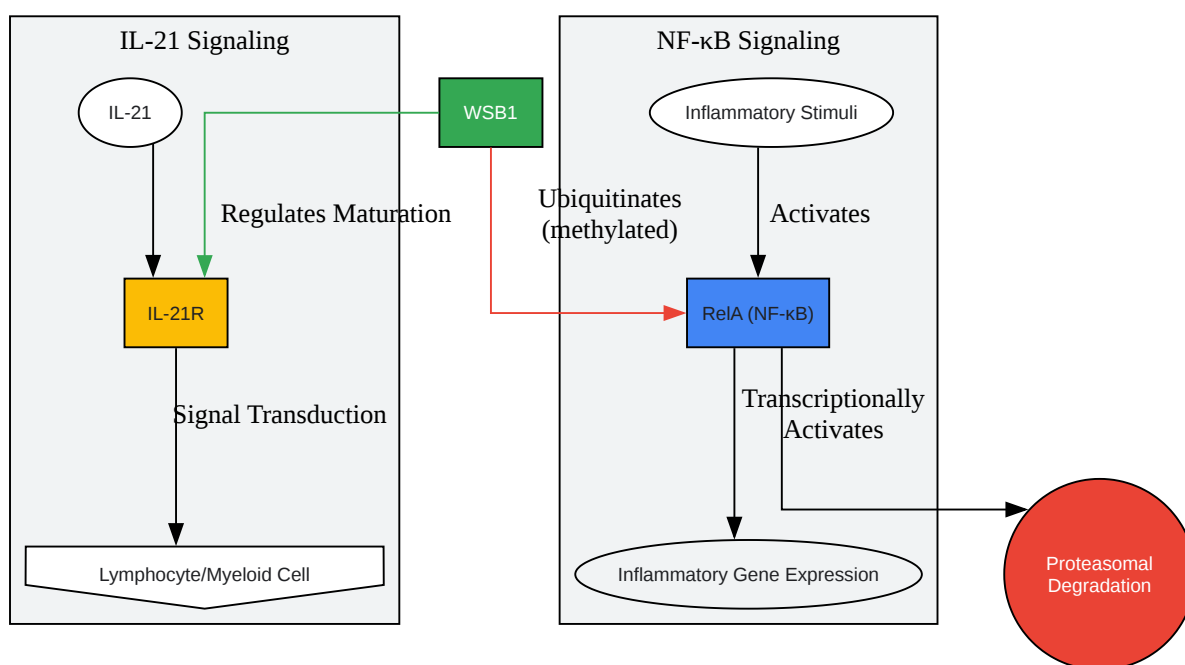 IL-21 Signaling
NF-κB Signaling
IL-21
WSB1
Inflammatory Stimuli
Regulates Maturation
Ubiquitinates
(methylated)
Activates
IL-21R
RelA (NF-κB)
Signal Transduction
Transcriptionally
Activates
Lymphocyte/Myeloid Cell
Inflammatory Gene Expression
Proteasomal
Degradation